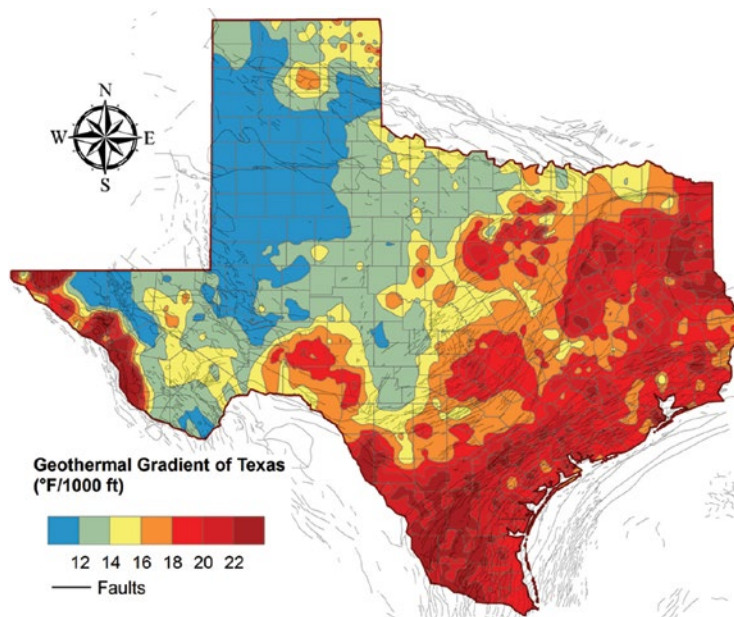 N
W E
S
Geothermal Gradient of Texas
(°F/1000 ft)
12 14 16 18 20 22
Faults